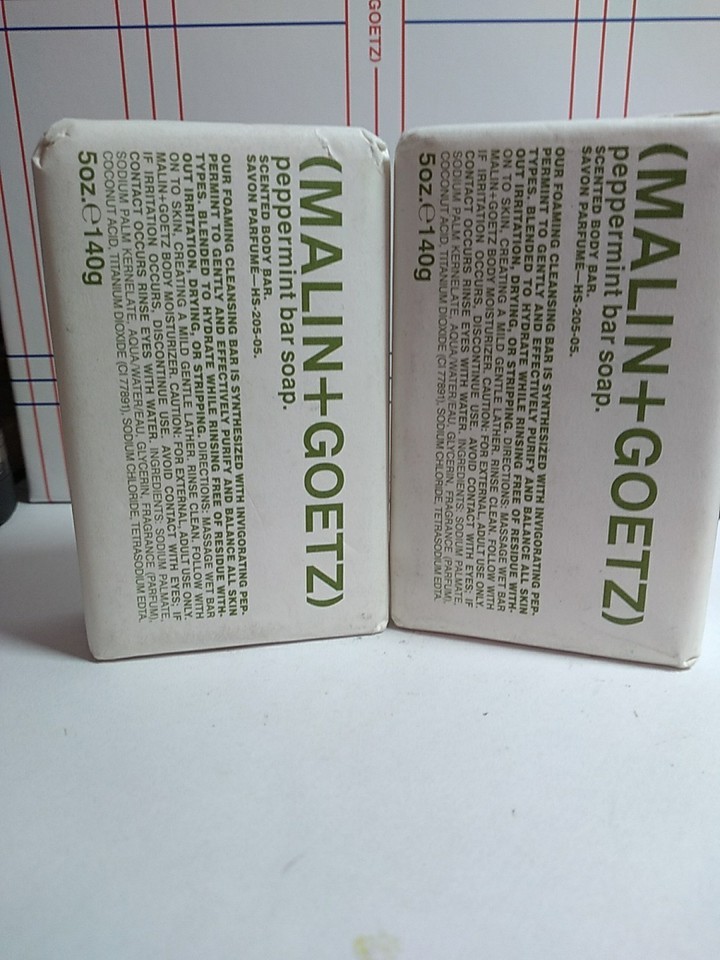 GOETZ)
(MALIN+GOETZ)
peppermint bar soap.
SCENTED BODY BAR.
SAVON PARFUME—HS-205-05.
OUR FOAMING CLEANSING BAR IS SYNTHESIZED WITH INVIGORATING PEP-
PERMINT TO GENTLY AND EFFECTIVELY PURIFY AND BALANCE ALL SKIN
TYPES. BLENDED TO HYDRATE WHILE RINSING FREE OF RESIDUE WITH-
OUT IRRITATION, DRYING, OR STRIPPING. DIRECTIONS: MASSAGE WET BAR
ON TO SKIN, CREATING A MILD GENTLE LATHER. RINSE CLEAN. FOLLOW WITH
MALIN+GOETZ BODY MOISTURIZER. CAUTION: FOR EXTERNAL, ADULT USE ONLY.
IF IRRITATION OCCURS, DISCONTINUE USE. AVOID CONTACT WITH EYES; IF
CONTACT OCCURS RINSE EYES WITH WATER. INGREDIENTS: SODIUM PALMATE,
SODIUM PALM KERNELATE, AQUA/WATER/EAU, GLYCERIN, FRAGRANCE (PARFUM),
COCONUT ACID, TITANIUM DIOXIDE (CI 77891), SODIUM CHLORIDE, TETRASODIUM EDTA.
5oz.℮140g
(MALIN+GOETZ)
peppermint bar soap.
SCENTED BODY BAR.
SAVON PARFUME—HS-205-05.
OUR FOAMING CLEANSING BAR IS SYNTHESIZED WITH INVIGORATING PEP-
PERMINT TO GENTLY AND EFFECTIVELY PURIFY AND BALANCE ALL SKIN
TYPES. BLENDED TO HYDRATE WHILE RINSING FREE OF RESIDUE WITH-
OUT IRRITATION, DRYING, OR STRIPPING. DIRECTIONS: MASSAGE WET BAR
ON TO SKIN, CREATING A MILD GENTLE LATHER. RINSE CLEAN. FOLLOW WITH
MALIN+GOETZ BODY MOISTURIZER. CAUTION: FOR EXTERNAL, ADULT USE ONLY.
IF IRRITATION OCCURS, DISCONTINUE USE. AVOID CONTACT WITH EYES; IF
CONTACT OCCURS RINSE EYES WITH WATER. INGREDIENTS: SODIUM PALMATE,
SODIUM PALM KERNELATE, AQUA/WATER/EAU, GLYCERIN, FRAGRANCE (PARFUM),
COCONUT ACID, TITANIUM DIOXIDE (CI 77891), SODIUM CHLORIDE, TETRASODIUM EDTA.
5oz.℮140g